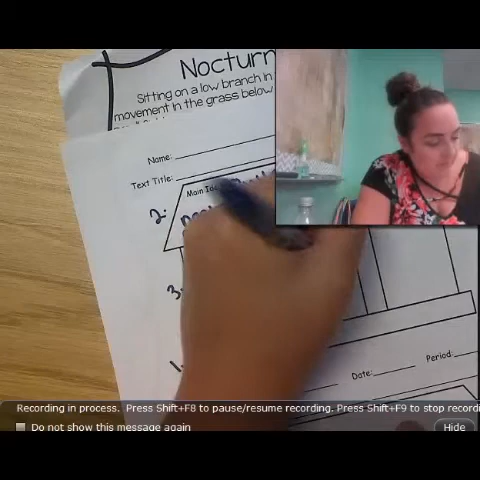 Nocturn
Sitting on a low branch in
movement in the grass below
Name:
Text Title:
Main Id
2.
3.
1.
Date:
Period:
Recording in process. Press Shift+F8 to pause/resume recording. Press Shift+F9 to stop recordi
Do not show this message again
Hide